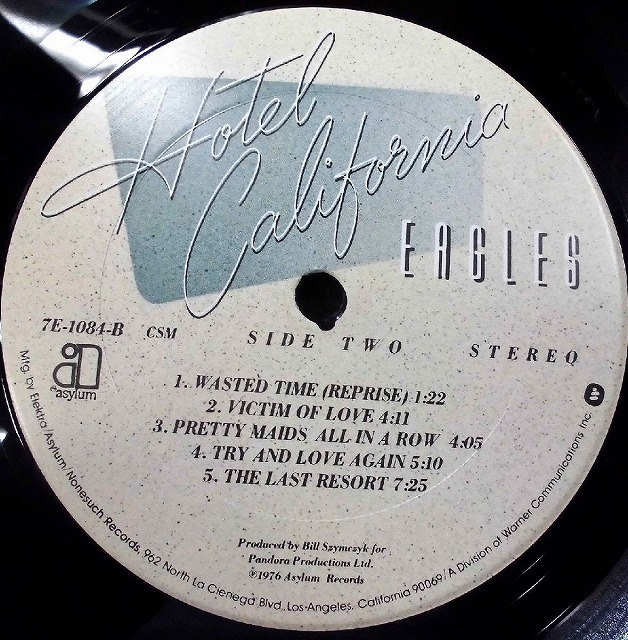 Hotel
California
EAGLES
7E-1084-B CSM
SIDE TWO
STEREO
asylum
1. WASTED TIME (REPRISE) 1:22
2. VICTIM OF LOVE 4:11
3. PRETTY MAIDS ALL IN A ROW 4:05
4. TRY AND LOVE AGAIN 5:10
5. THE LAST RESORT 7:25
Produced by Bill Szymczyk for
Pandora Productions Ltd.
℗1976 Asylum Records
Mfg. by Elektra/Asylum/Nonesuch Records, 962 North La Cienega Blvd., Los Angeles, California 90069/A Division of Warner Communications Inc.